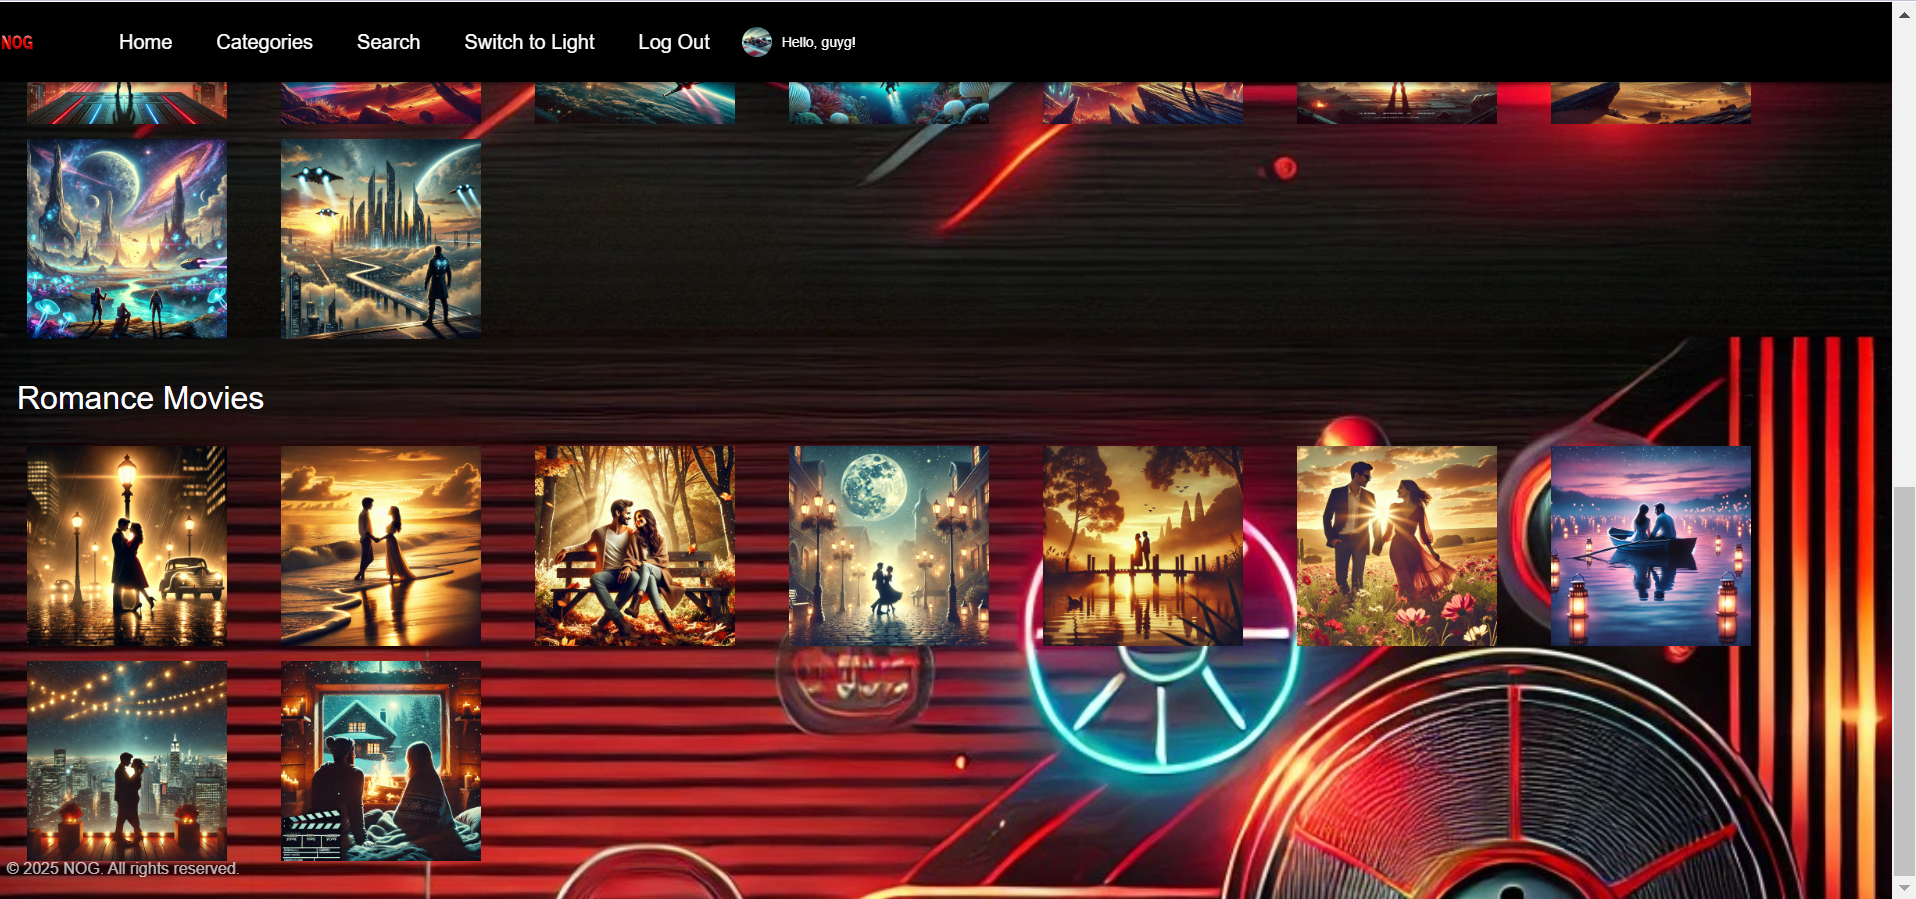 NOG
Home
Categories
Search
Switch to Light
Log Out
Hello, guyg!
Romance Movies
© 2025 NOG. All rights reserved.